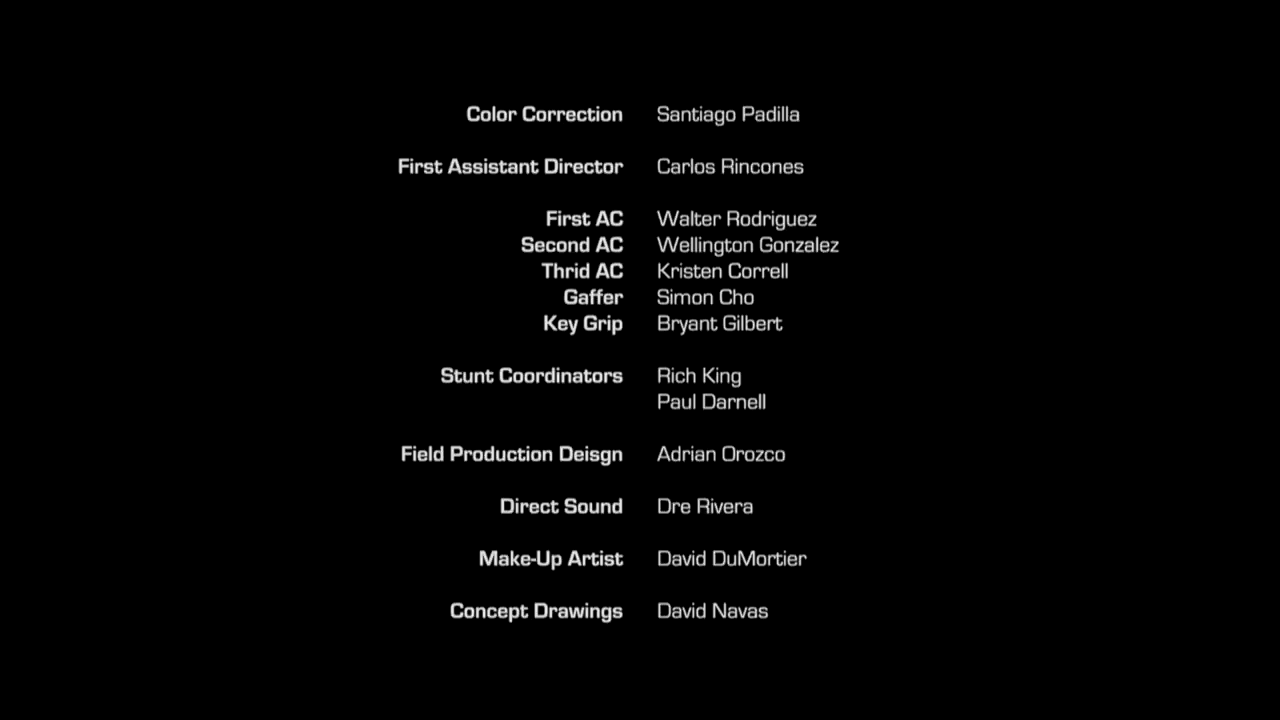 Color Correction Santiago Padilla
First Assistant Director Carlos Rincones
First AC Walter Rodriguez
Second AC Wellington Gonzalez
Thrid AC Kristen Correll
Gaffer Simon Cho
Key Grip Bryant Gilbert
Stunt Coordinators Rich King
Paul Darnell
Field Production Deisgn Adrian Orozco
Direct Sound Dre Rivera
Make-Up Artist David DuMortier
Concept Drawings David Navas